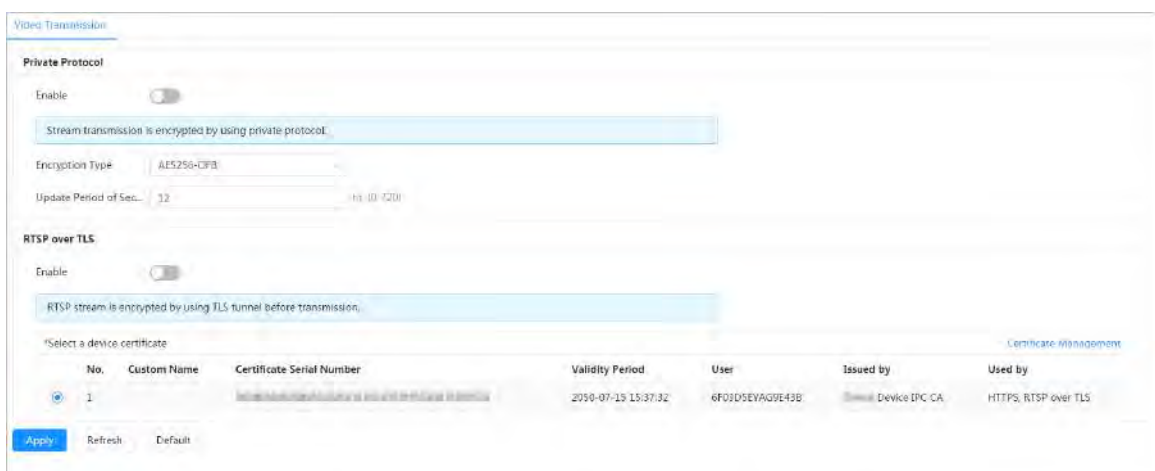 Video Transmission
Private Protocol
Enable
Stream transmission is encrypted by using private protocol.
Encryption Type AES256-OFB
Update Period of Sec... 12
RTSP over TLS
Enable
RTSP stream is encrypted by using TLS tunnel before transmission.
*Select a device certificate Certificate Management
No. Custom Name Certificate Serial Number Validity Period User Issued by Used by
1 2050-07-15 15:37:32 6F03D5EVAG9E43B Device IPC CA HTTPS, RTSP over TLS
Apply Refresh Default